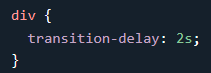 div {
  transition-delay: 2s;
}